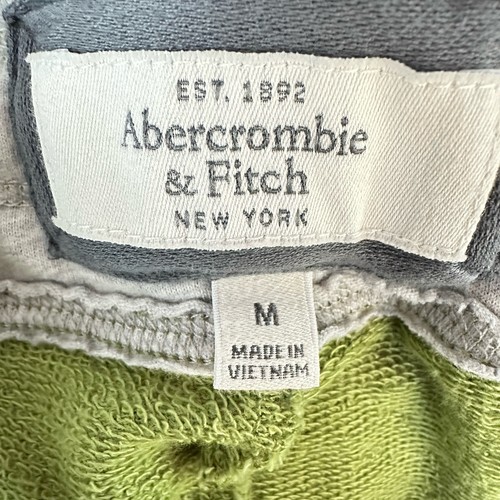 EST. 1892
Abercrombie
& Fitch
NEW YORK
M
MADE IN
VIETNAM